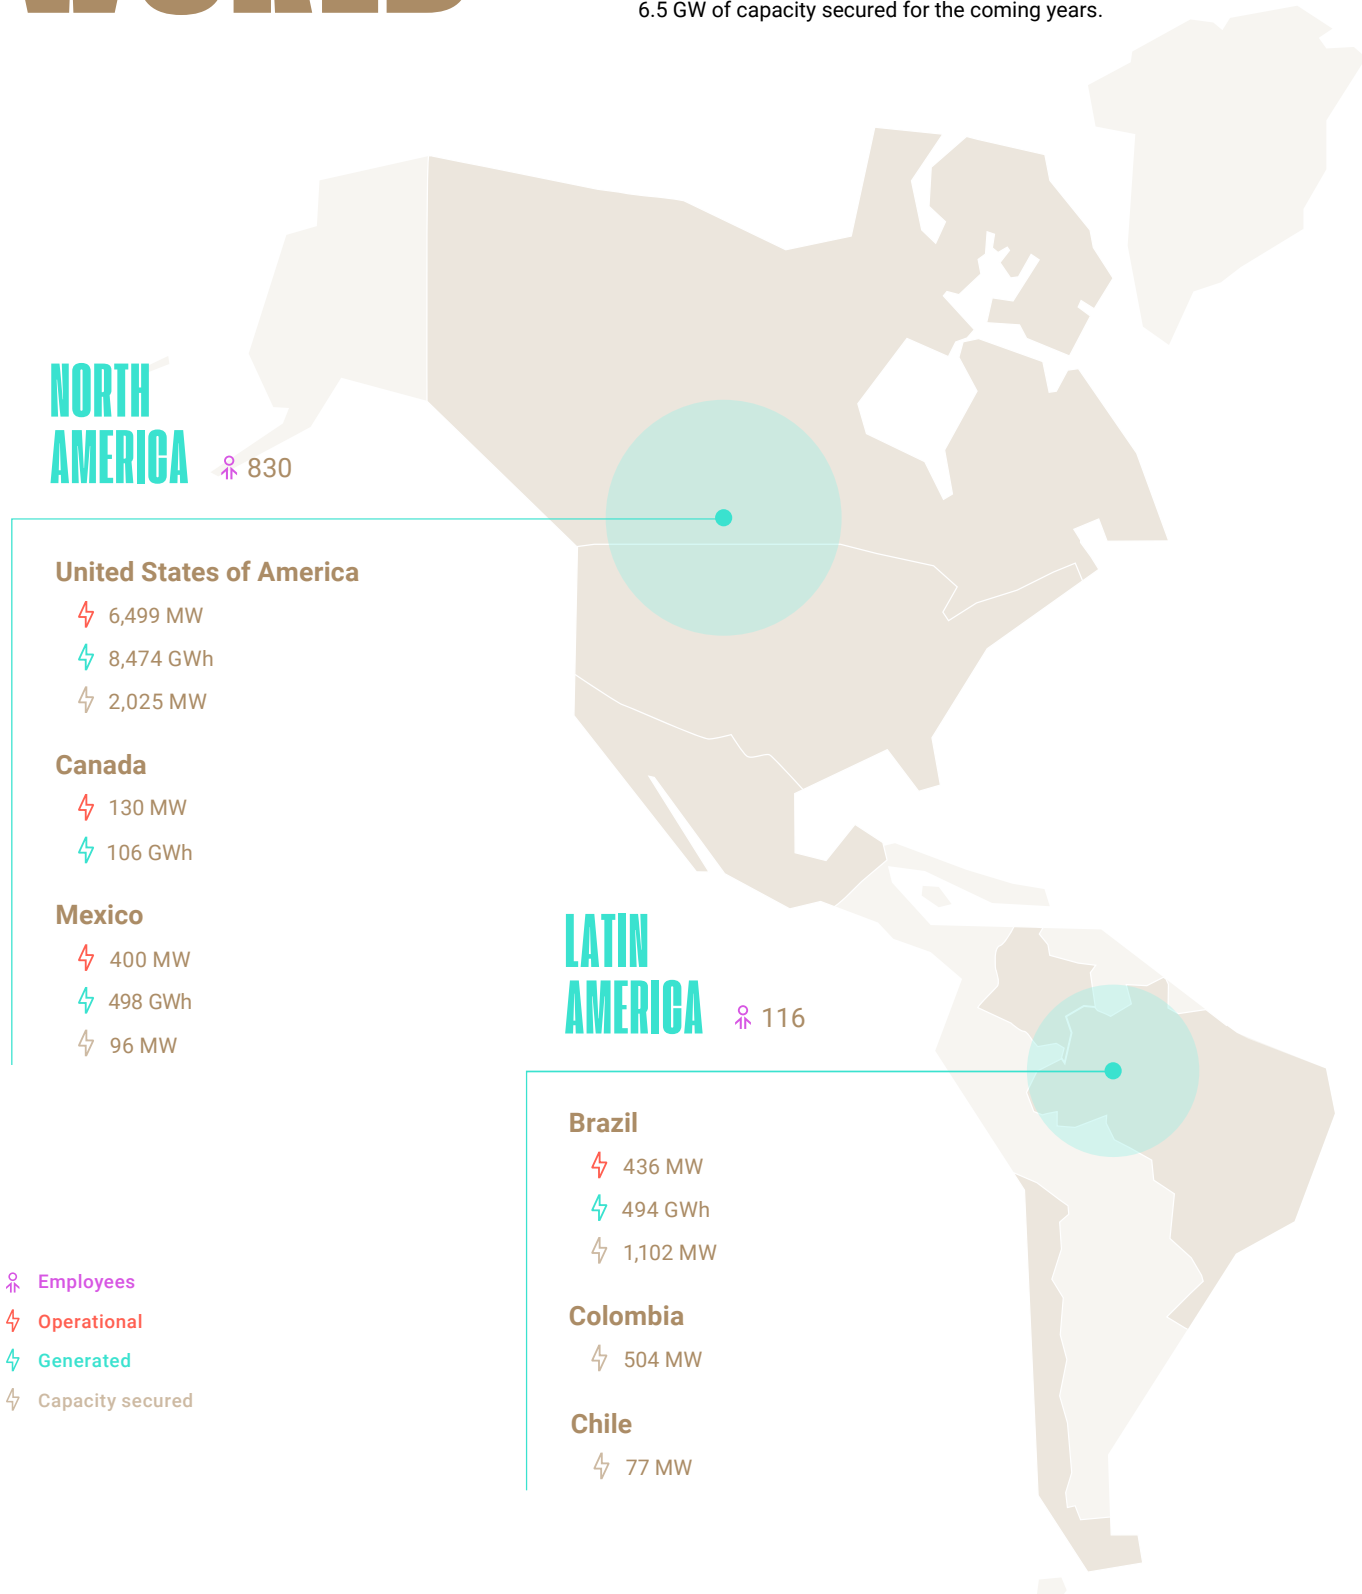 6.5 GW of capacity secured for the coming years.
NORTH
AMERICA
830
United States of America
6,499 MW
8,474 GWh
2,025 MW
Canada
130 MW
106 GWh
Mexico
400 MW
498 GWh
96 MW
LATIN
AMERICA
116
Brazil
436 MW
494 GWh
1,102 MW
Colombia
504 MW
Chile
77 MW
Employees
Operational
Generated
Capacity secured